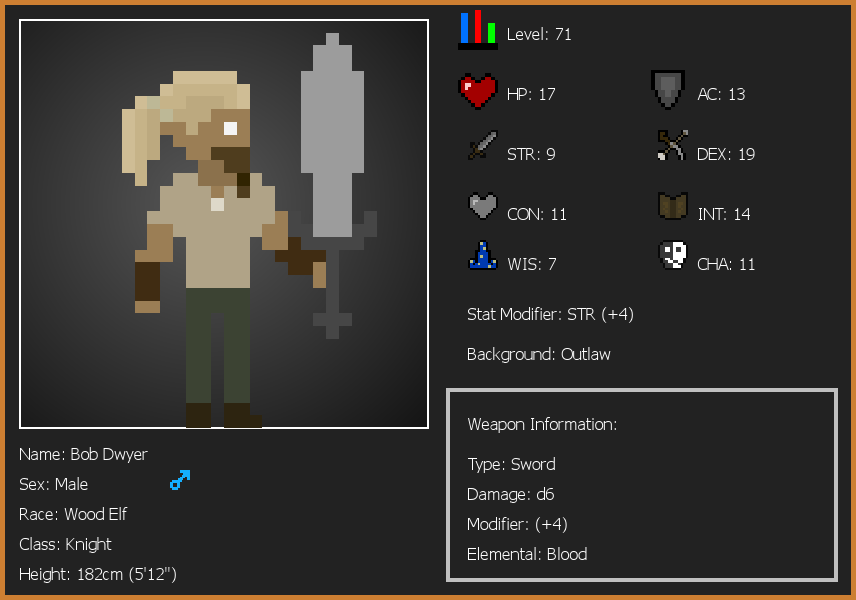 Level: 71
HP: 17
AC: 13
STR: 9
DEX: 19
CON: 11
INT: 14
WIS: 7
CHA: 11
Stat Modifier: STR (+4)
Background: Outlaw
Weapon Information:
Type: Sword
Damage: d6
Modifier: (+4)
Elemental: Blood
Name: Bob Dwyer
Sex: Male
Race: Wood Elf
Class: Knight
Height: 182cm (5'12")